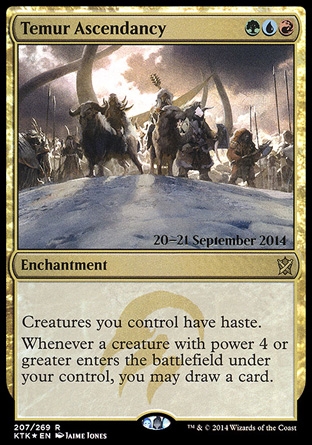 Temur Ascendancy
20–21 September 2014
Enchantment
Creatures you control have haste.
Whenever a creature with power 4 or
greater enters the battlefield under
your control, you may draw a card.
207/269 R
KTK ★ EN Jaime Jones
™ & © 2014 Wizards of the Coast